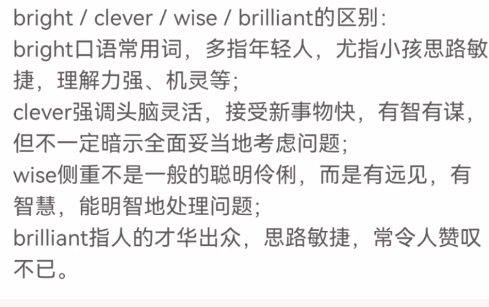 bright / clever / wise / brilliant的区别：
bright口语常用词，多指年轻人，尤指小孩思路敏
捷，理解力强、机灵等；
clever强调头脑灵活，接受新事物快，有智有谋，
但不一定暗示全面妥当地考虑问题；
wise侧重不是一般的聪明伶俐，而是有远见，有
智慧，能明智地处理问题；
brilliant指人的才华出众，思路敏捷，常令人赞叹
不已。